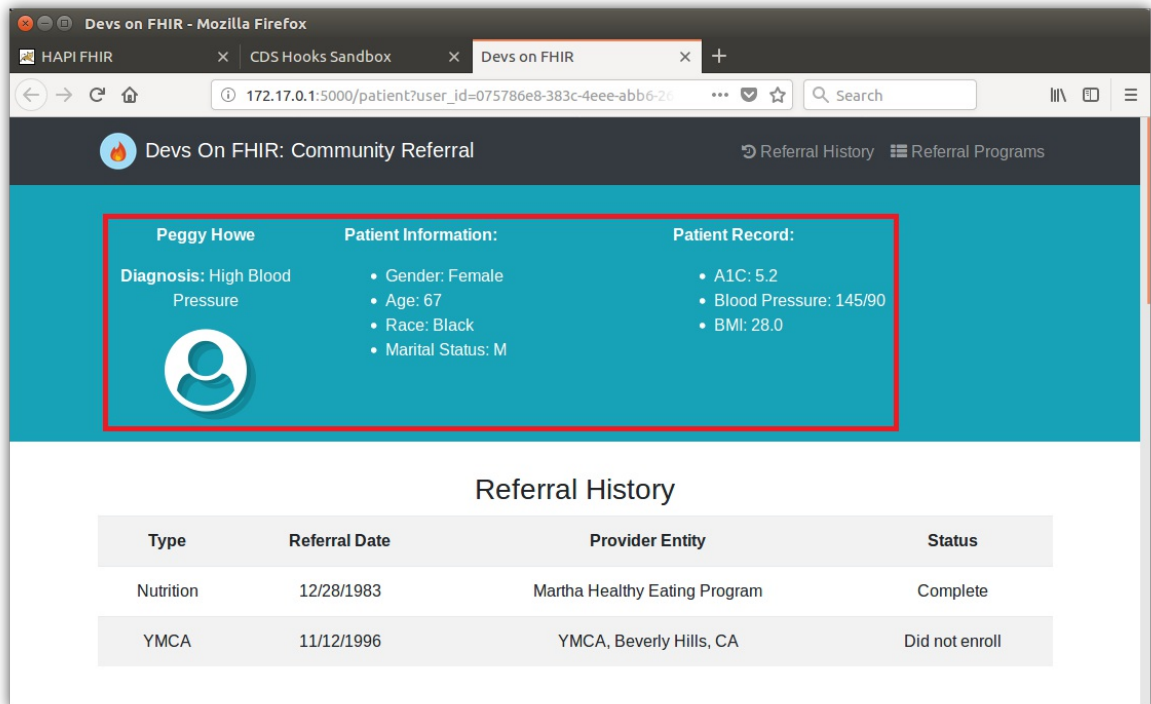 Devs on FHIR - Mozilla Firefox
HAPI FHIR
CDS Hooks Sandbox
Devs on FHIR
172.17.0.1:5000/patient?user_id=075786e8-383c-4eee-abb6-26
Search
Devs On FHIR: Community Referral
Referral History
Referral Programs
Peggy Howe
Diagnosis: High Blood
Pressure
Patient Information:
• Gender: Female
• Age: 67
• Race: Black
• Marital Status: M
Patient Record:
• A1C: 5.2
• Blood Pressure: 145/90
• BMI: 28.0
Referral History
Type Referral Date Provider Entity Status
Nutrition 12/28/1983 Martha Healthy Eating Program Complete
YMCA 11/12/1996 YMCA, Beverly Hills, CA Did not enroll